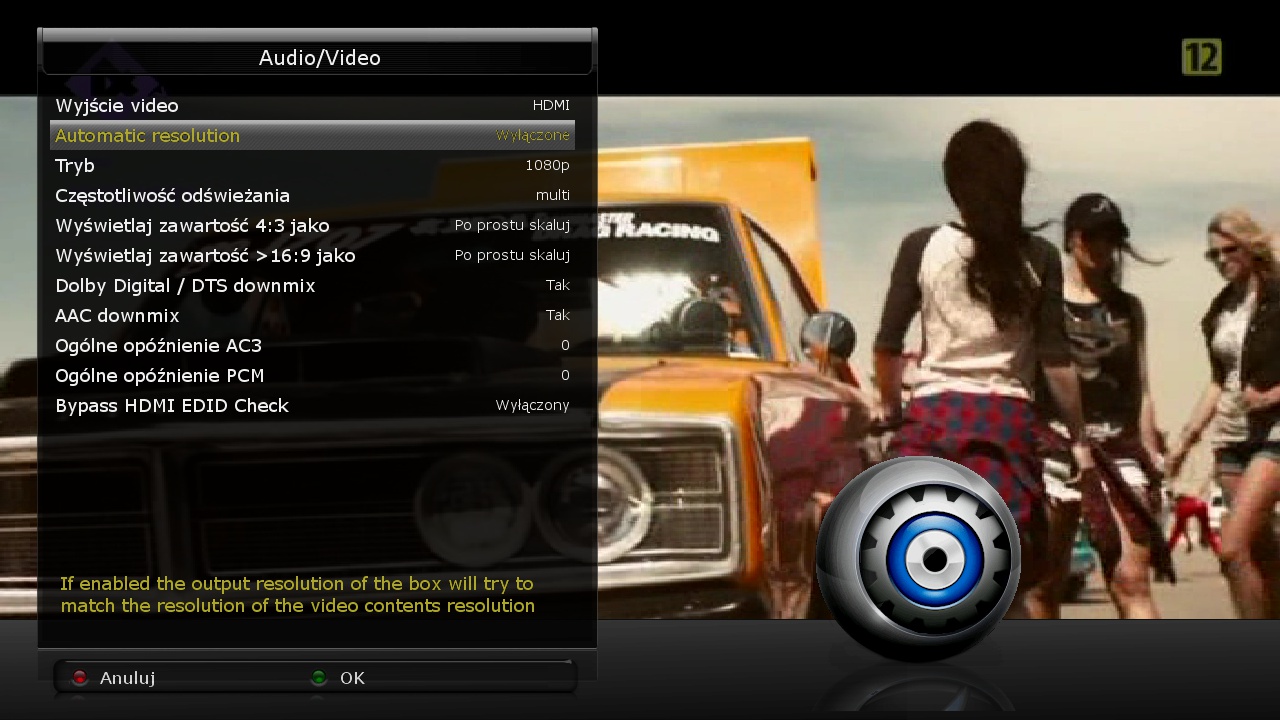 Audio/Video
12
Wyjście video HDMI
Automatic resolution Wyłączone
Tryb 1080p
Częstotliwość odświeżania multi
Wyświetlaj zawartość 4:3 jako Po prostu skaluj
Wyświetlaj zawartość >16:9 jako Po prostu skaluj
Dolby Digital / DTS downmix Tak
AAC downmix Tak
Ogólne opóźnienie AC3 0
Ogólne opóźnienie PCM 0
Bypass HDMI EDID Check Wyłączony
RACING
If enabled the output resolution of the box will try to
match the resolution of the video contents resolution
Anuluj OK